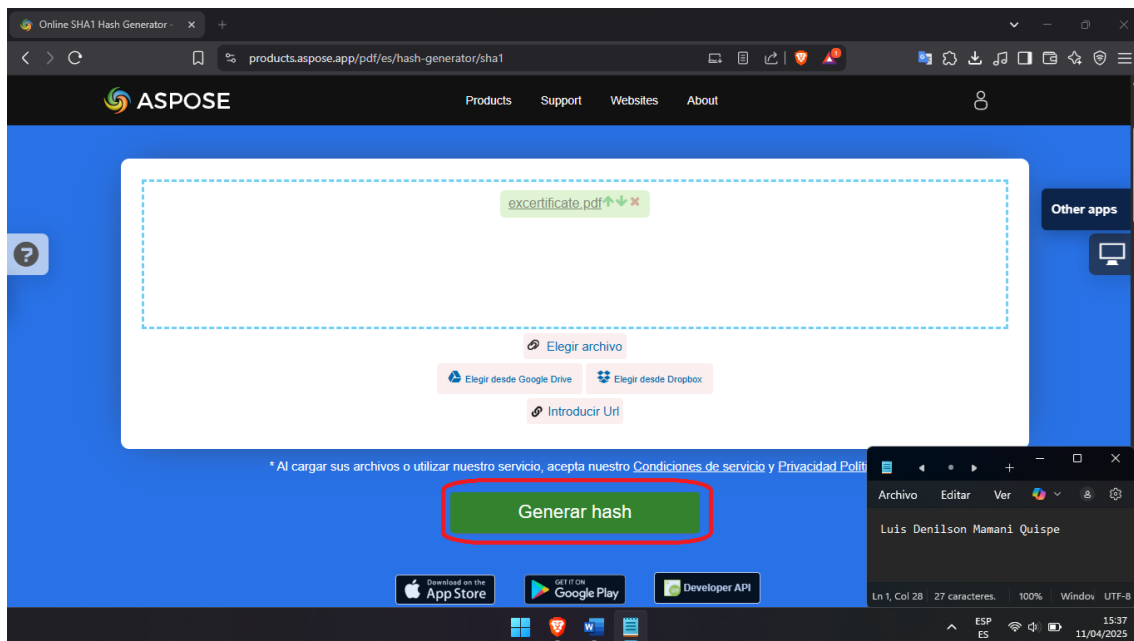 Online SHA1 Hash Generator -
products.aspose.app/pdf/es/hash-generator/sha1
ASPOSE
Products Support Websites About
excertificate.pdf
Other apps
Elegir archivo
Elegir desde Google Drive Elegir desde Dropbox
Introducir Url
* Al cargar sus archivos o utilizar nuestro servicio, acepta nuestro Condiciones de servicio y Privacidad Políti
Generar hash
Download on the
App Store
GET IT ON
Google Play
Developer API
Archivo Editar Ver
Luis Denilson Mamani Quispe
Ln 1, Col 28 27 caracteres. 100% Window UTF-8
ESP
ES
15:37
11/04/2025